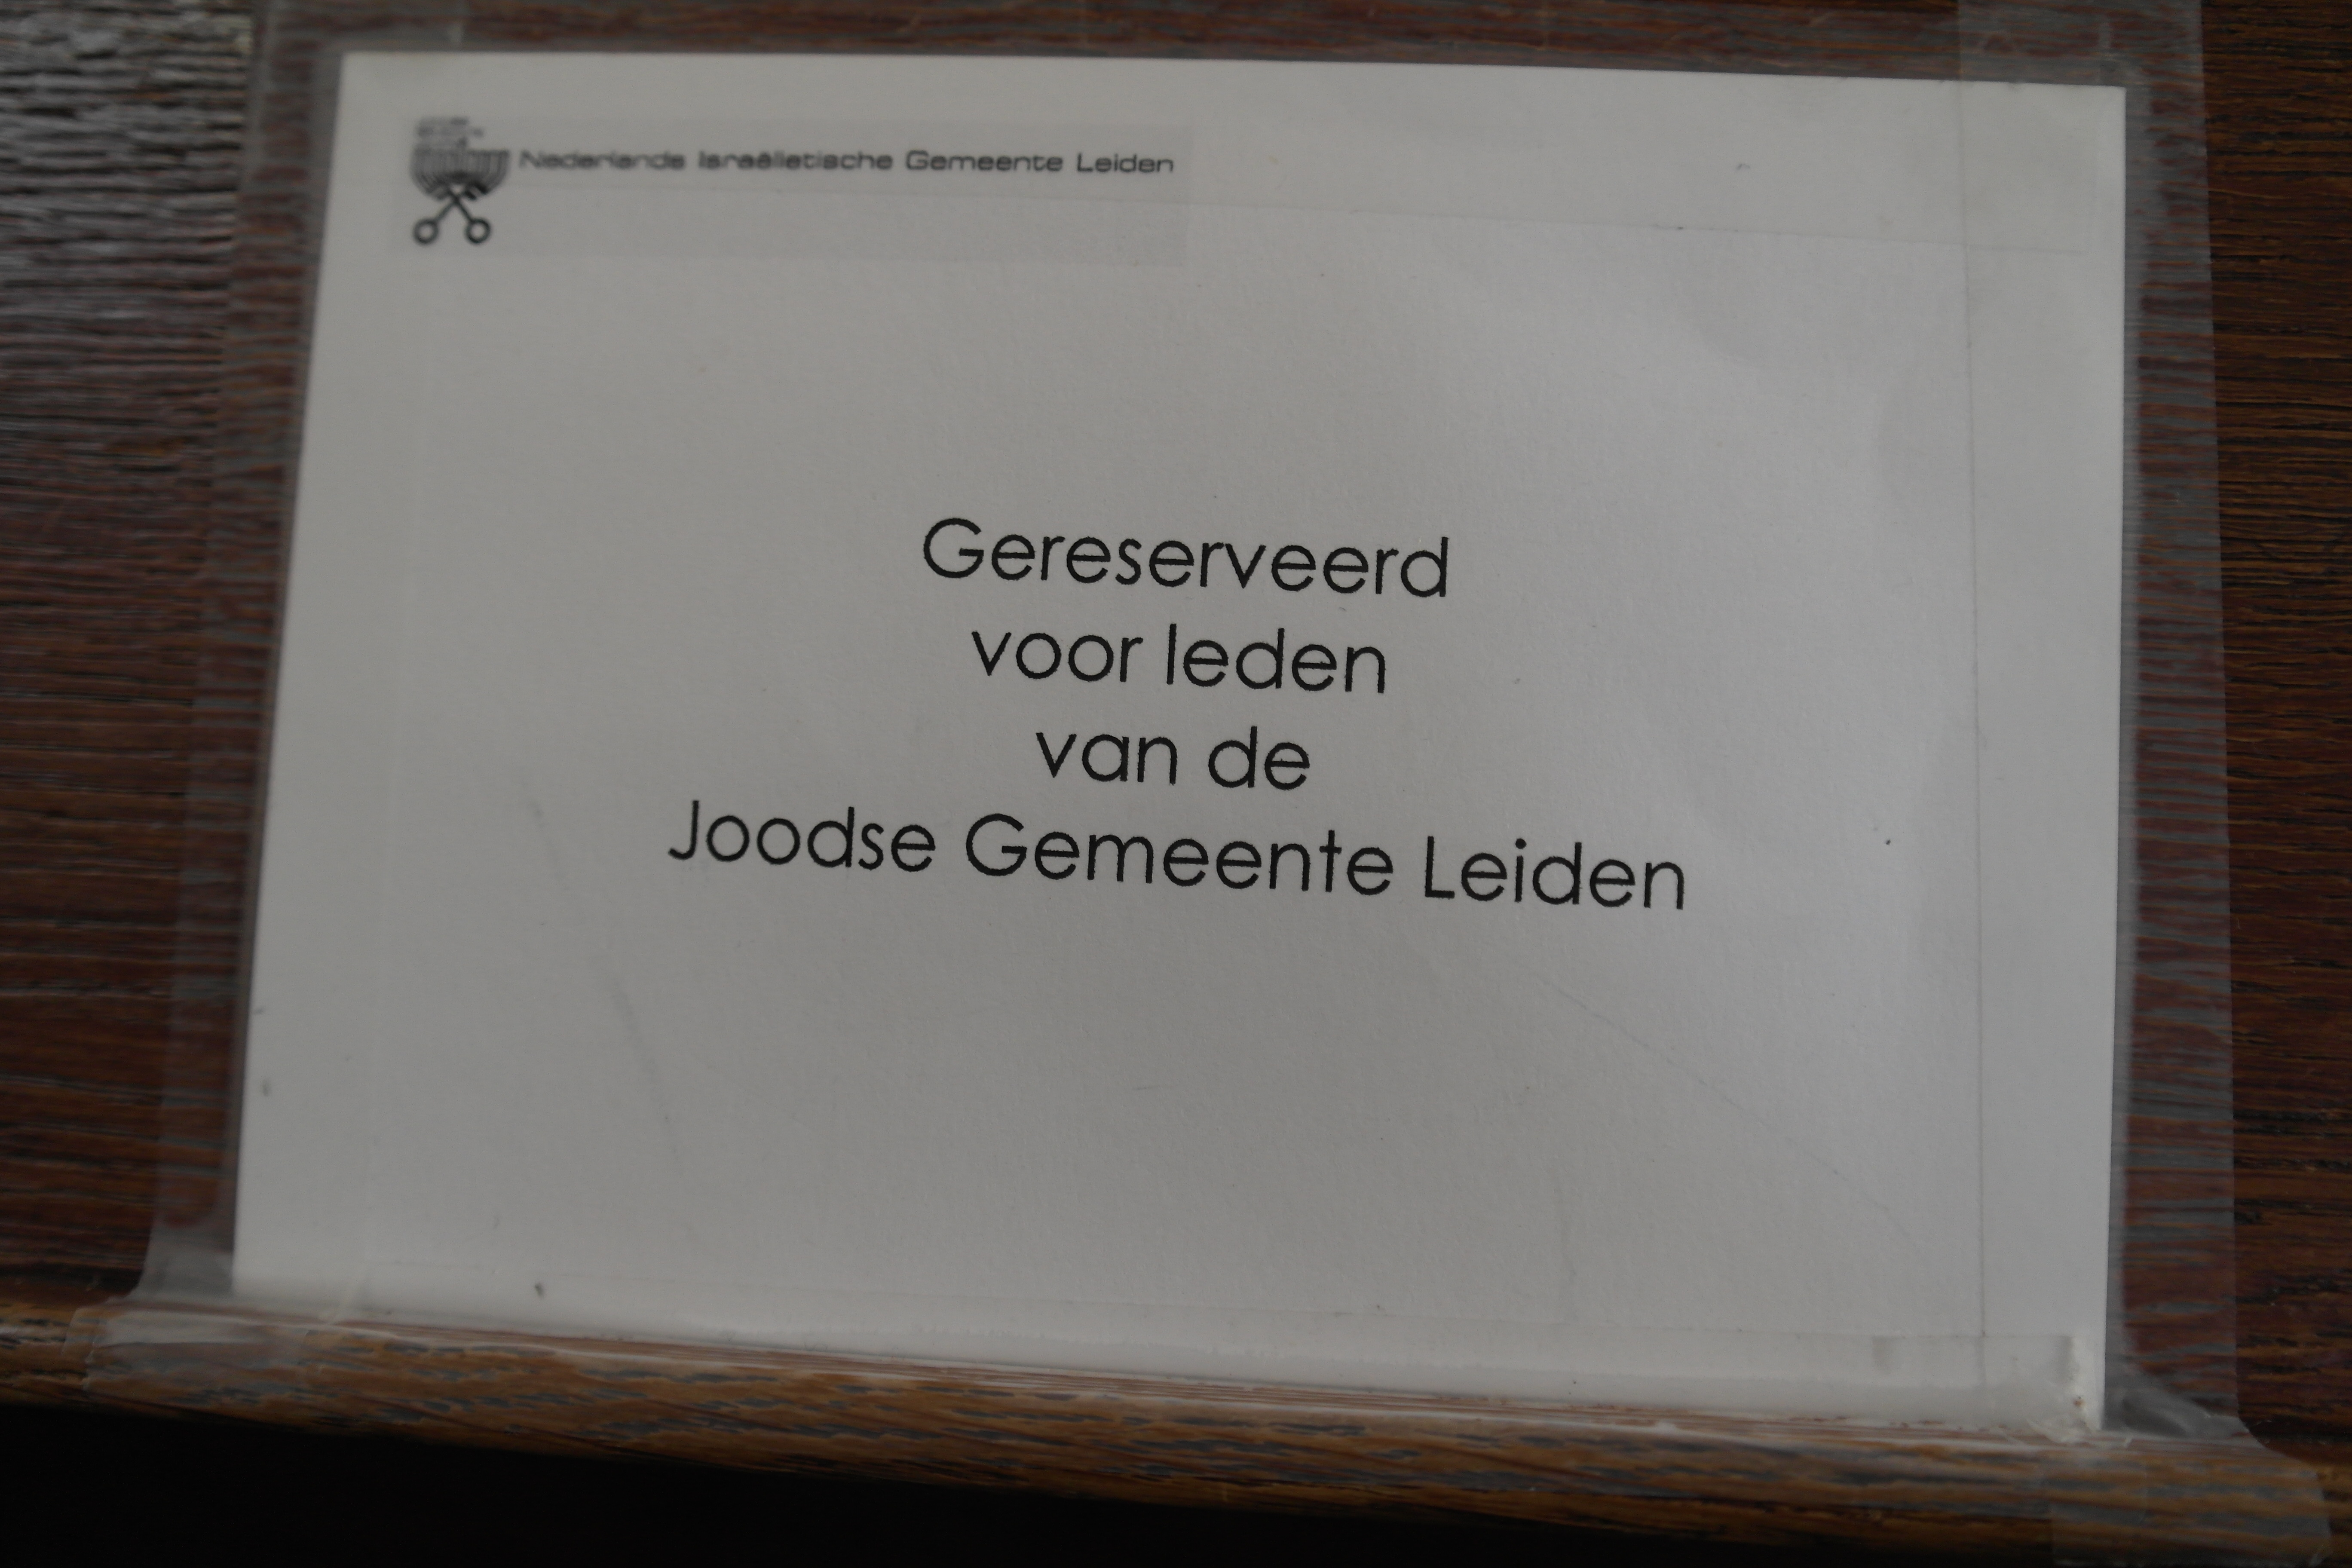 Nederlands Israëlietische Gemeente Leiden
Gereserveerd
voor leden
van de
Joodse Gemeente Leiden